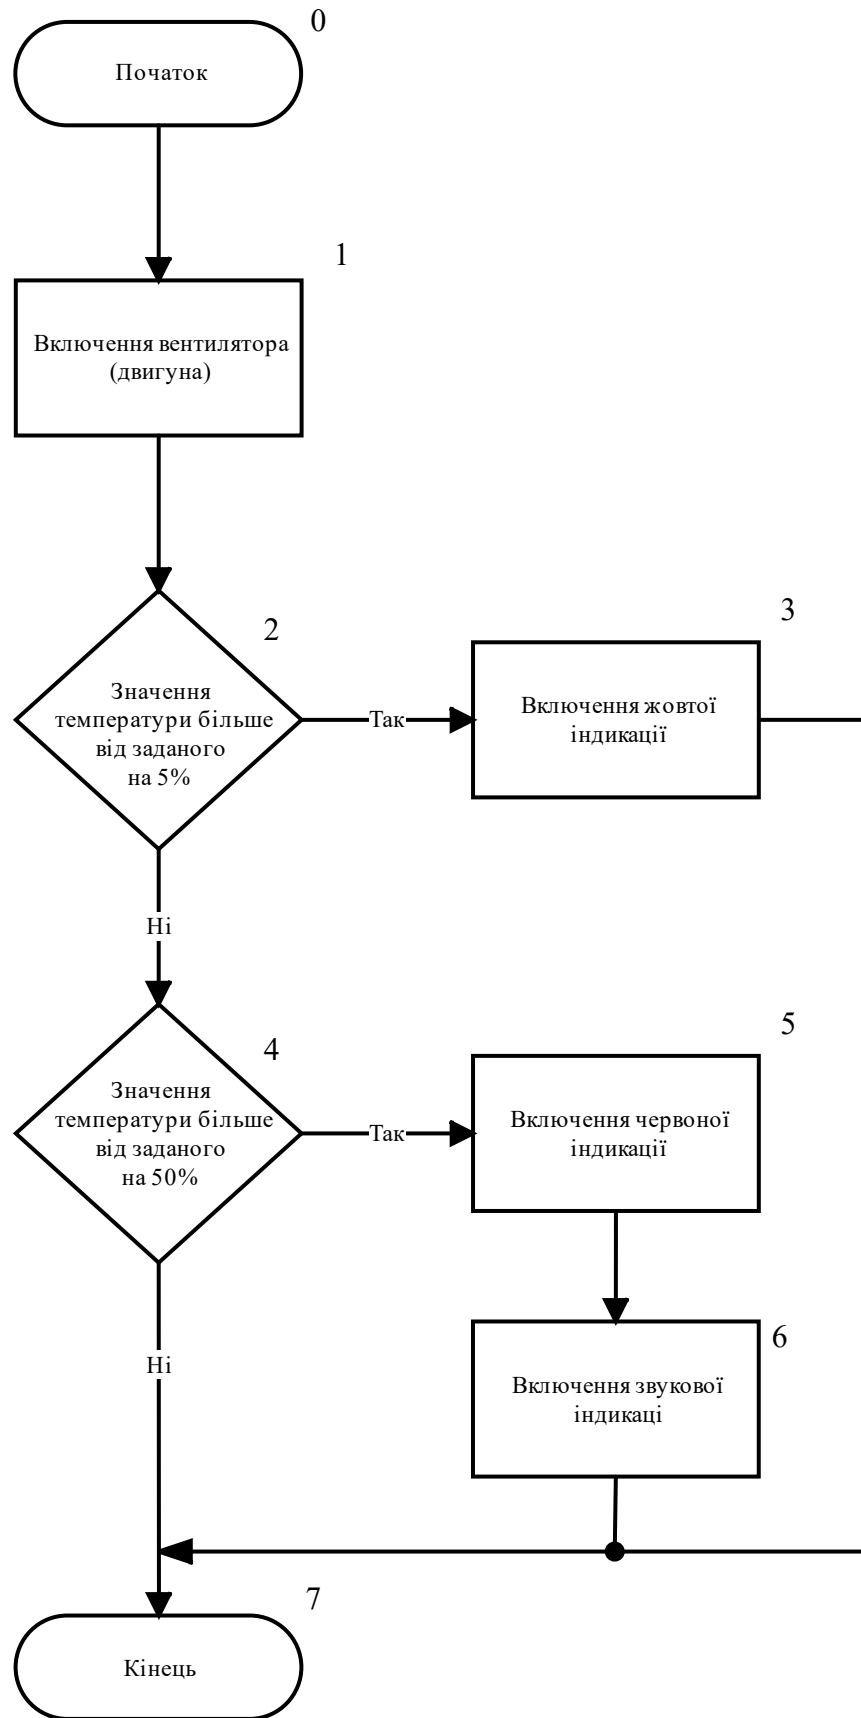 0
Початок
1
Включення вентилятора
(двигуна)
2
Значення
температури більше
від заданого
на 5%
Так
3
Включення жовтої
індикації
Ні
4
Значення
температури більше
від заданого
на 50%
Так
5
Включення червоної
індикації
6
Включення звукової
індикаці
Ні
7
Кінець